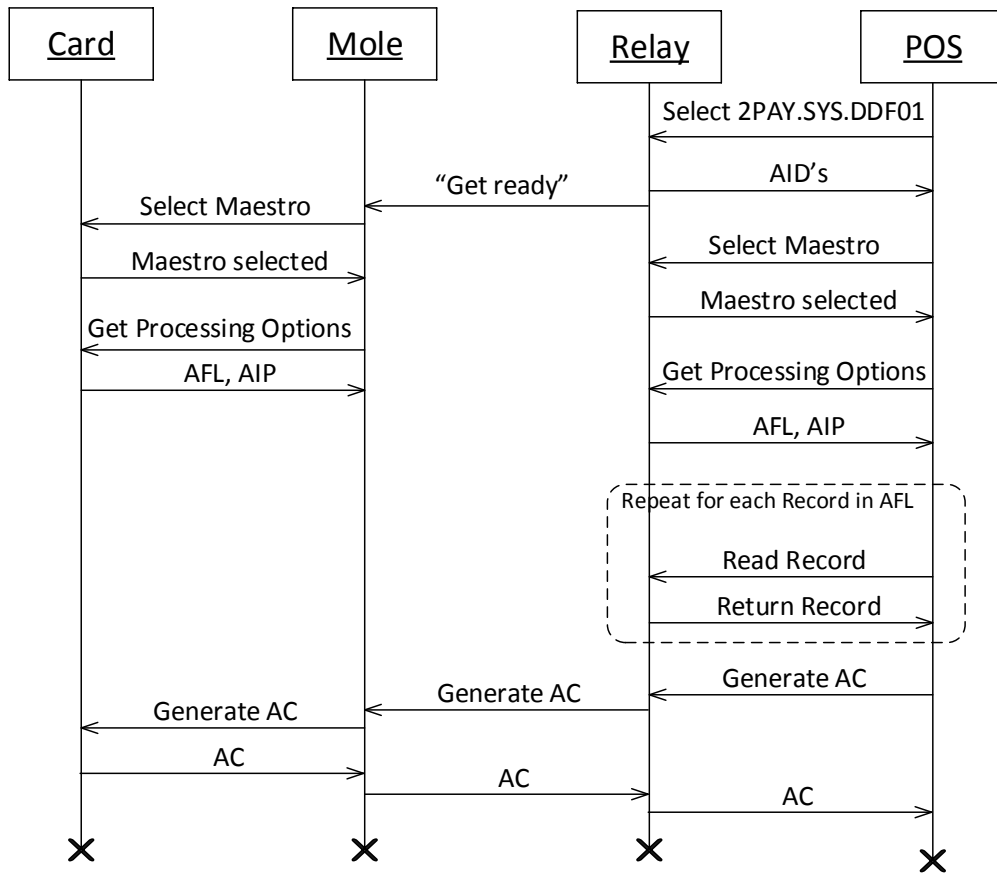 Card
Mole
Relay
POS
Select 2PAY.SYS.DDF01
AID's
“Get ready”
Select Maestro
Select Maestro
Maestro selected
Maestro selected
Get Processing Options
Get Processing Options
AFL, AIP
AFL, AIP
Repeat for each Record in AFL
Read Record
Return Record
Generate AC
Generate AC
Generate AC
AC
AC
AC